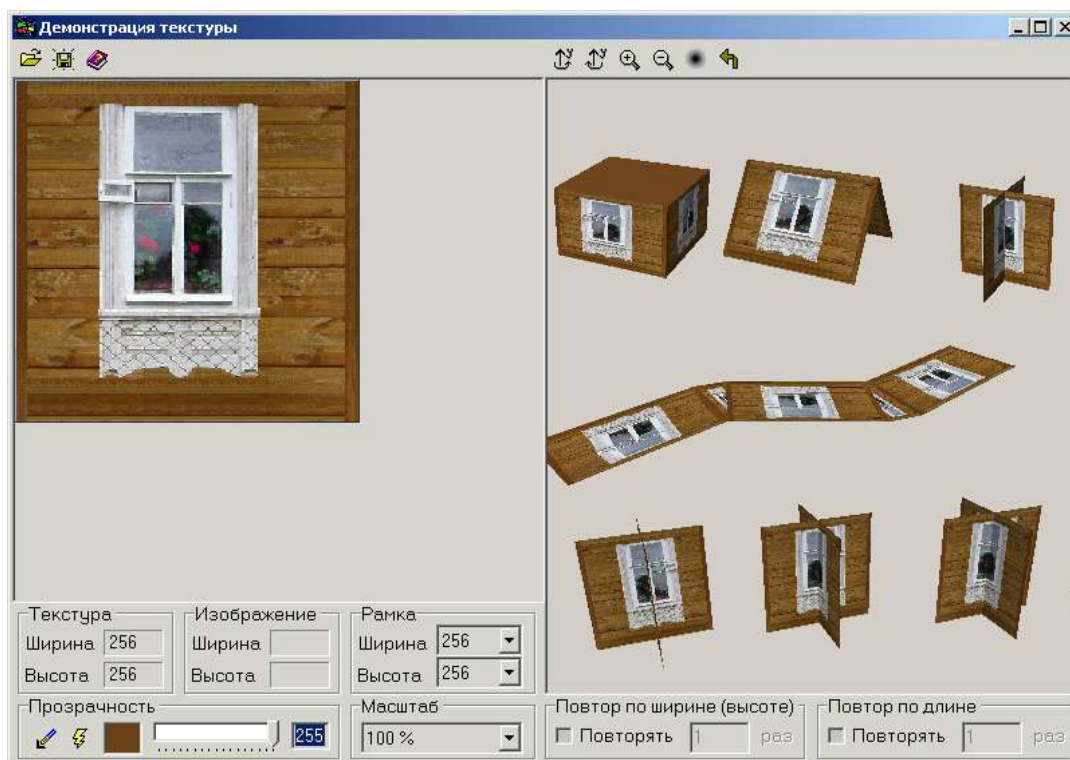 Демонстрация текстуры
Текстура
Ширина 256
Высота 256
Изображение
Ширина
Высота
Рамка
Ширина 256
Высота 256
Прозрачность
255
Масштаб
100 %
Повтор по ширине (высоте)
Повторять 1 раз
Повтор по длине
Повторять 1 раз